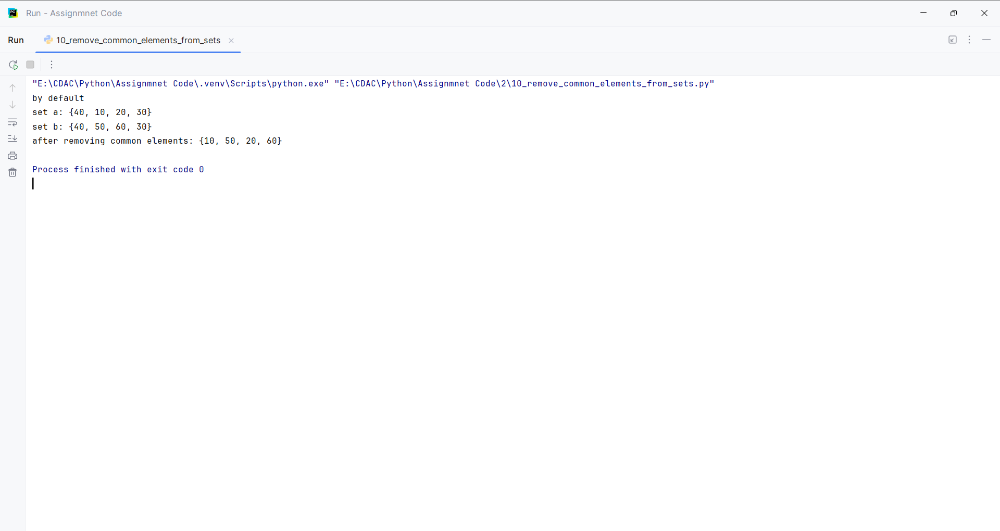 Run - Assignmnet Code
Run 10_remove_common_elements_from_sets
"E:\CDAC\Python\Assignmnet Code\.venv\Scripts\python.exe" "E:\CDAC\Python\Assignmnet Code\2\10_remove_common_elements_from_sets.py"
by default
set a: {40, 10, 20, 30}
set b: {40, 50, 60, 30}
after removing common elements: {10, 50, 20, 60}
Process finished with exit code 0